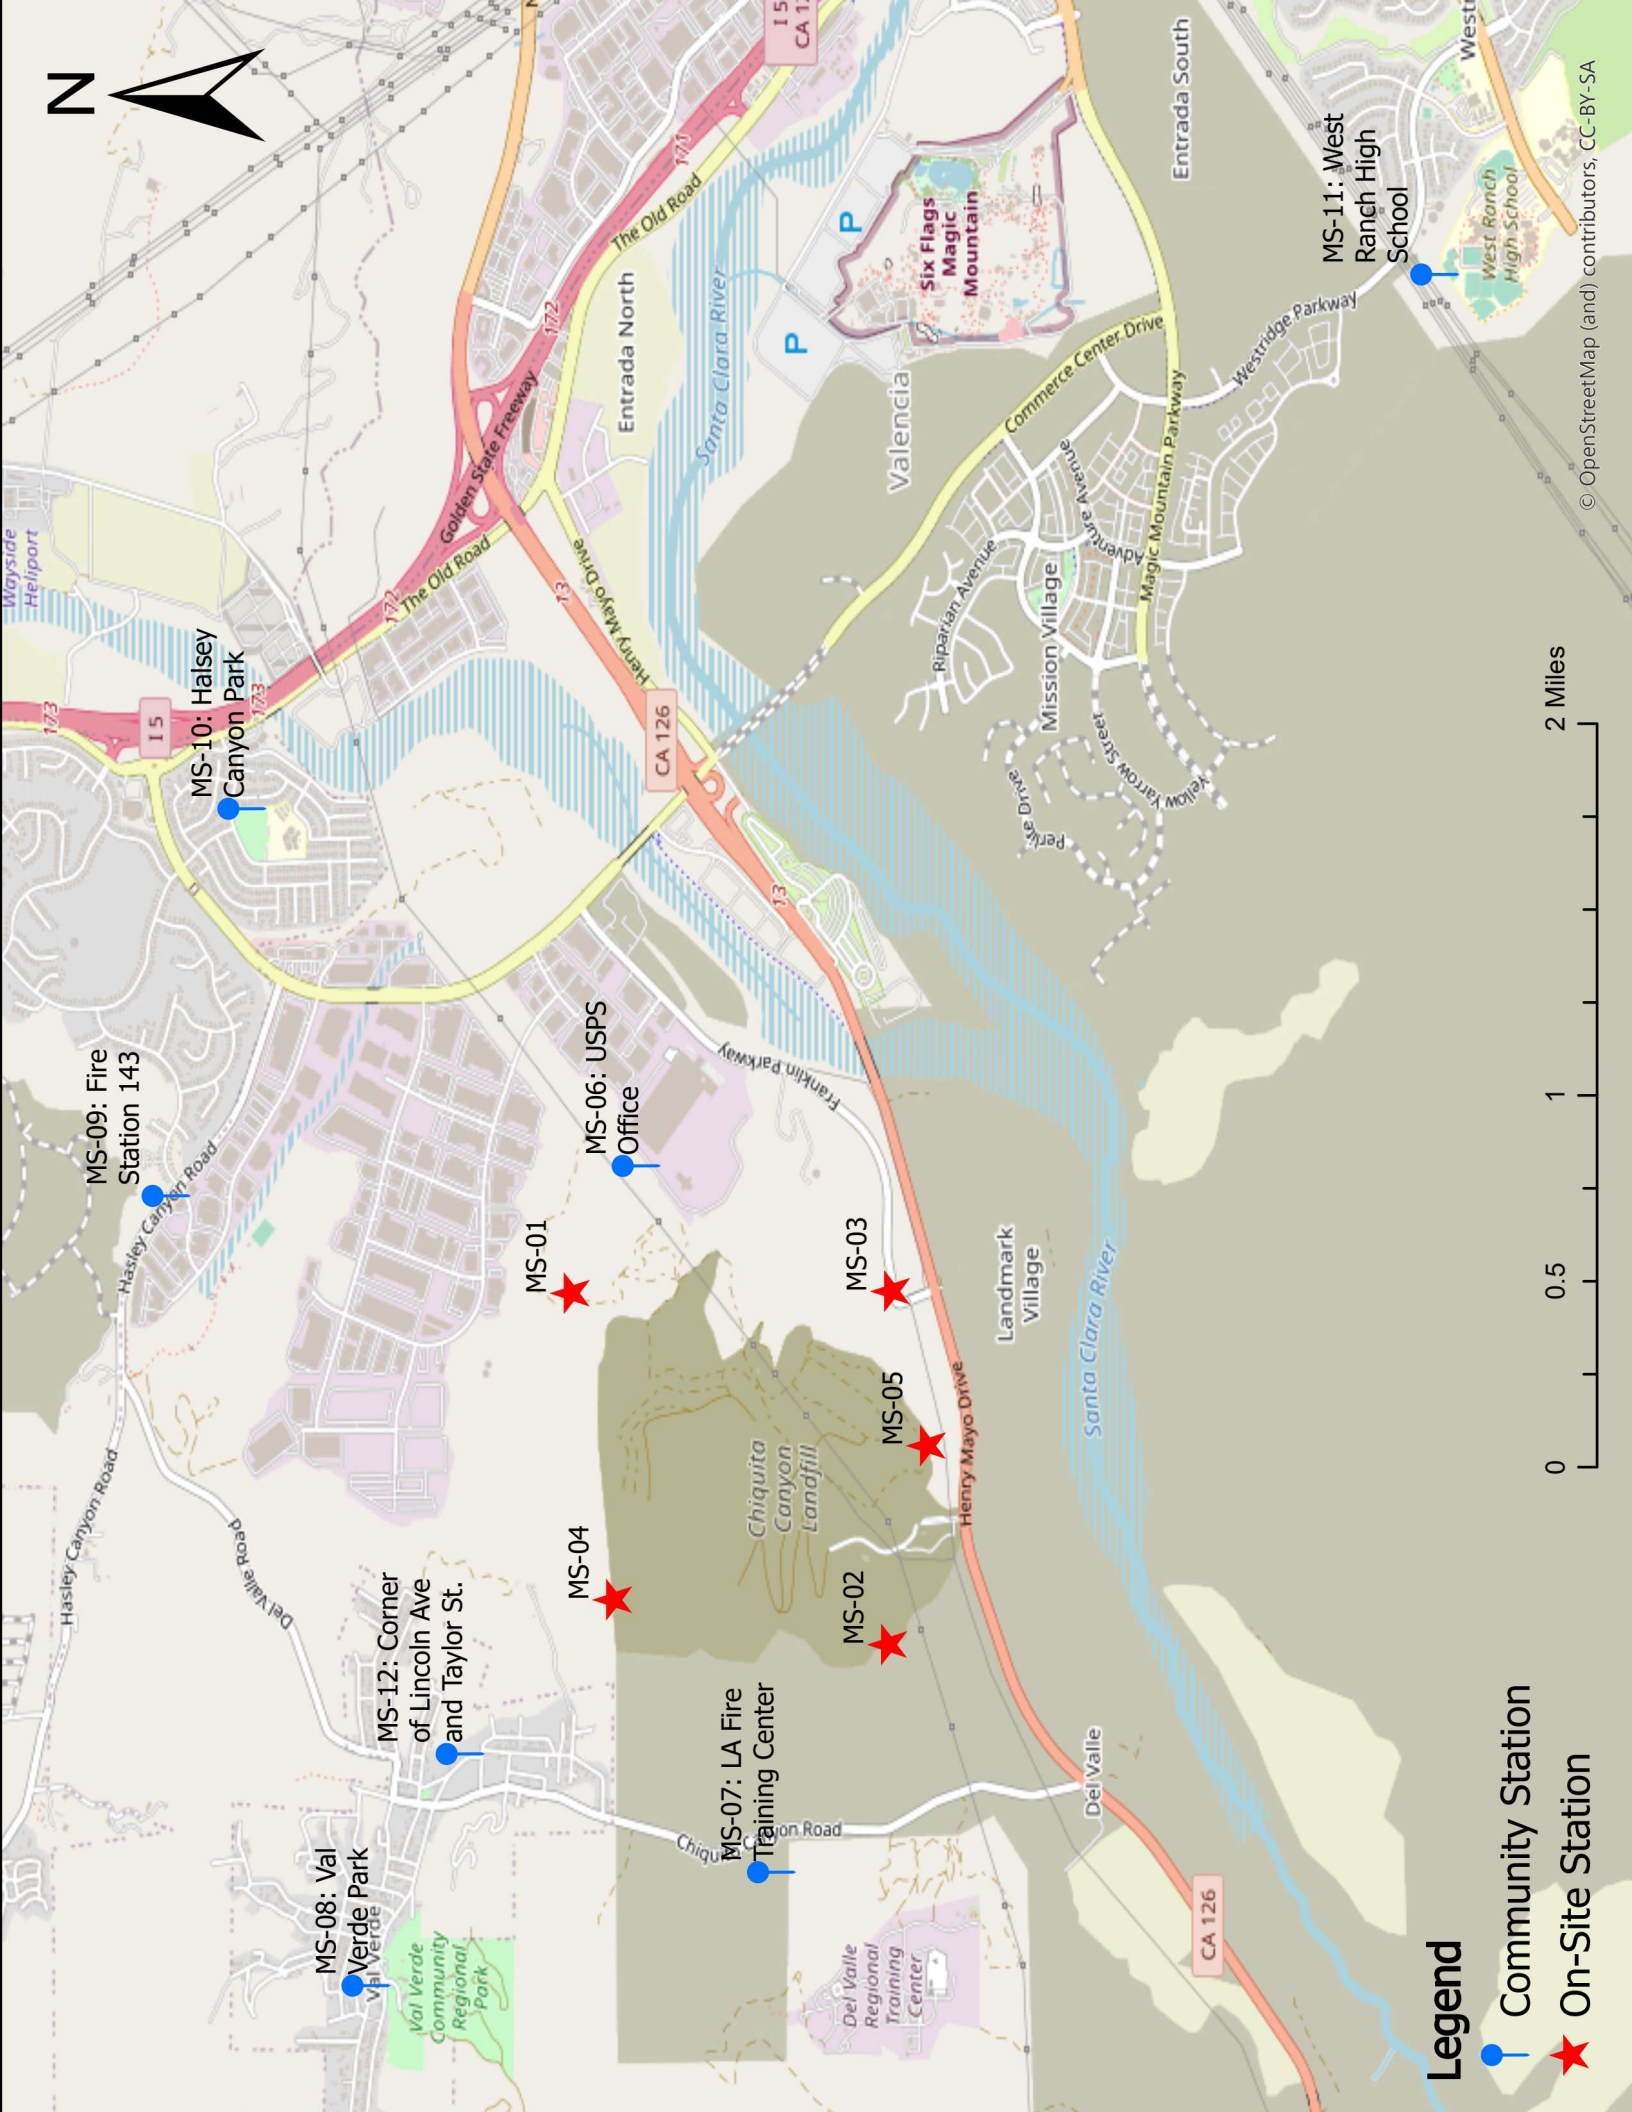 N
Wayside
Heliport
173
I 5
173
MS-10: Halsey
Canyon Park
172
The Old Road
Golden State Freeway
172
171
The Old Road
I 5
Entrada North
Santa Clara River
13
Henry Mayo Drive
CA 126
13
P
P
Six Flags
Magic
Mountain
Entrada South
Valencia
Commerce Center Drive
Westridge Parkway
Magic Mountain Parkway
Adventure Avenue
Riparian Avenue
Mission Village
Yellow Yarrow Street
Perlite Drive
MS-11: West
Ranch High
School
West Ranch
High School
MS-09: Fire
Station 143
Hasley Canyon Road
Hasley Canyon Road
Del Valle Road
MS-06: USPS
Office
Franklin Parkway
MS-01
MS-03
MS-05
MS-04
MS-02
Chiquita
Canyon
Landfill
Landmark
Village
Henry Mayo Drive
Santa Clara River
MS-12: Corner
of Lincoln Ave
and Taylor St.
MS-08: Val
Verde Park
Val Verde
Val Verde
Community
Regional
Park
MS-07: LA Fire
Training Center
Del Valle
Regional
Training
Center
Del Valle
CA 126
Legend
Community Station
On-Site Station
0 0.5 1 2 Miles
© OpenStreetMap (and) contributors, CC-BY-SA